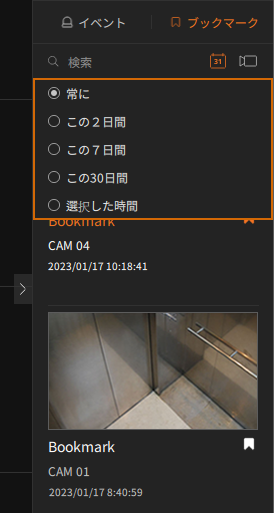 イベント
ブックマーク
検索
31
常に
この２日間
この７日間
この30日間
選択した時間
Bookmark
CAM 04
2023/01/17 10:18:41
Bookmark
CAM 01
2023/01/17 8:40:59